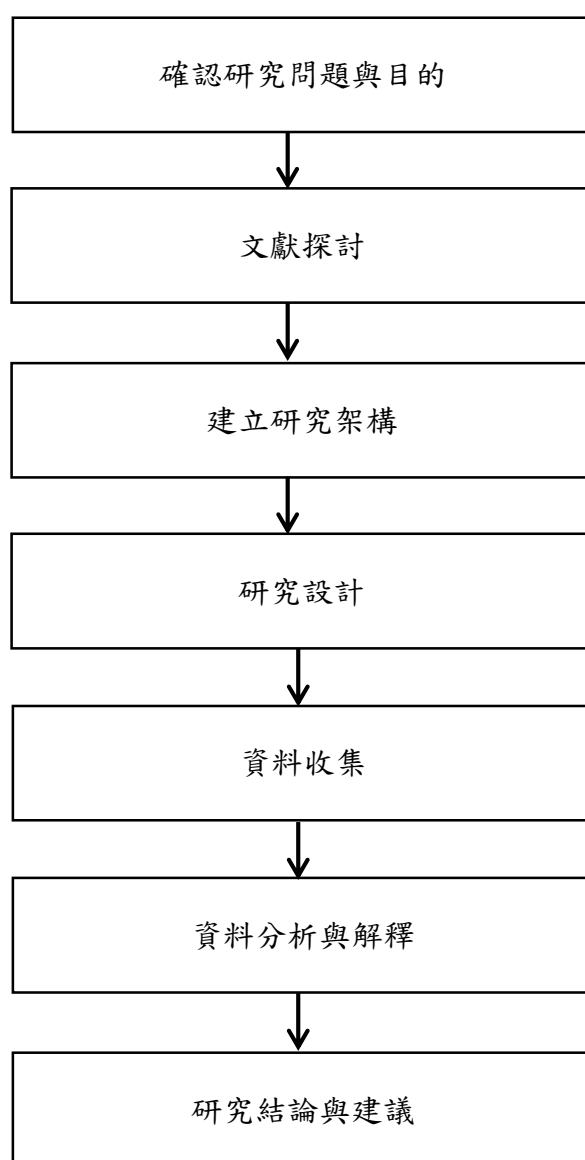 確認研究問題與目的
文獻探討
建立研究架構
研究設計
資料收集
資料分析與解釋
研究結論與建議